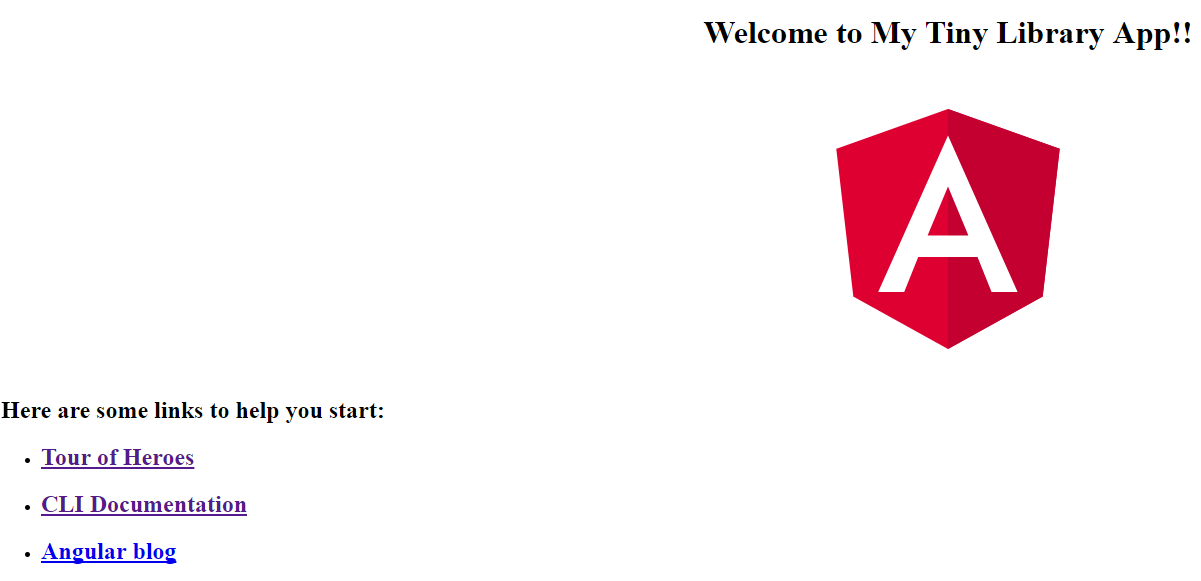 Welcome to My Tiny Library App!!
A
Here are some links to help you start:
Tour of Heroes
CLI Documentation
Angular blog